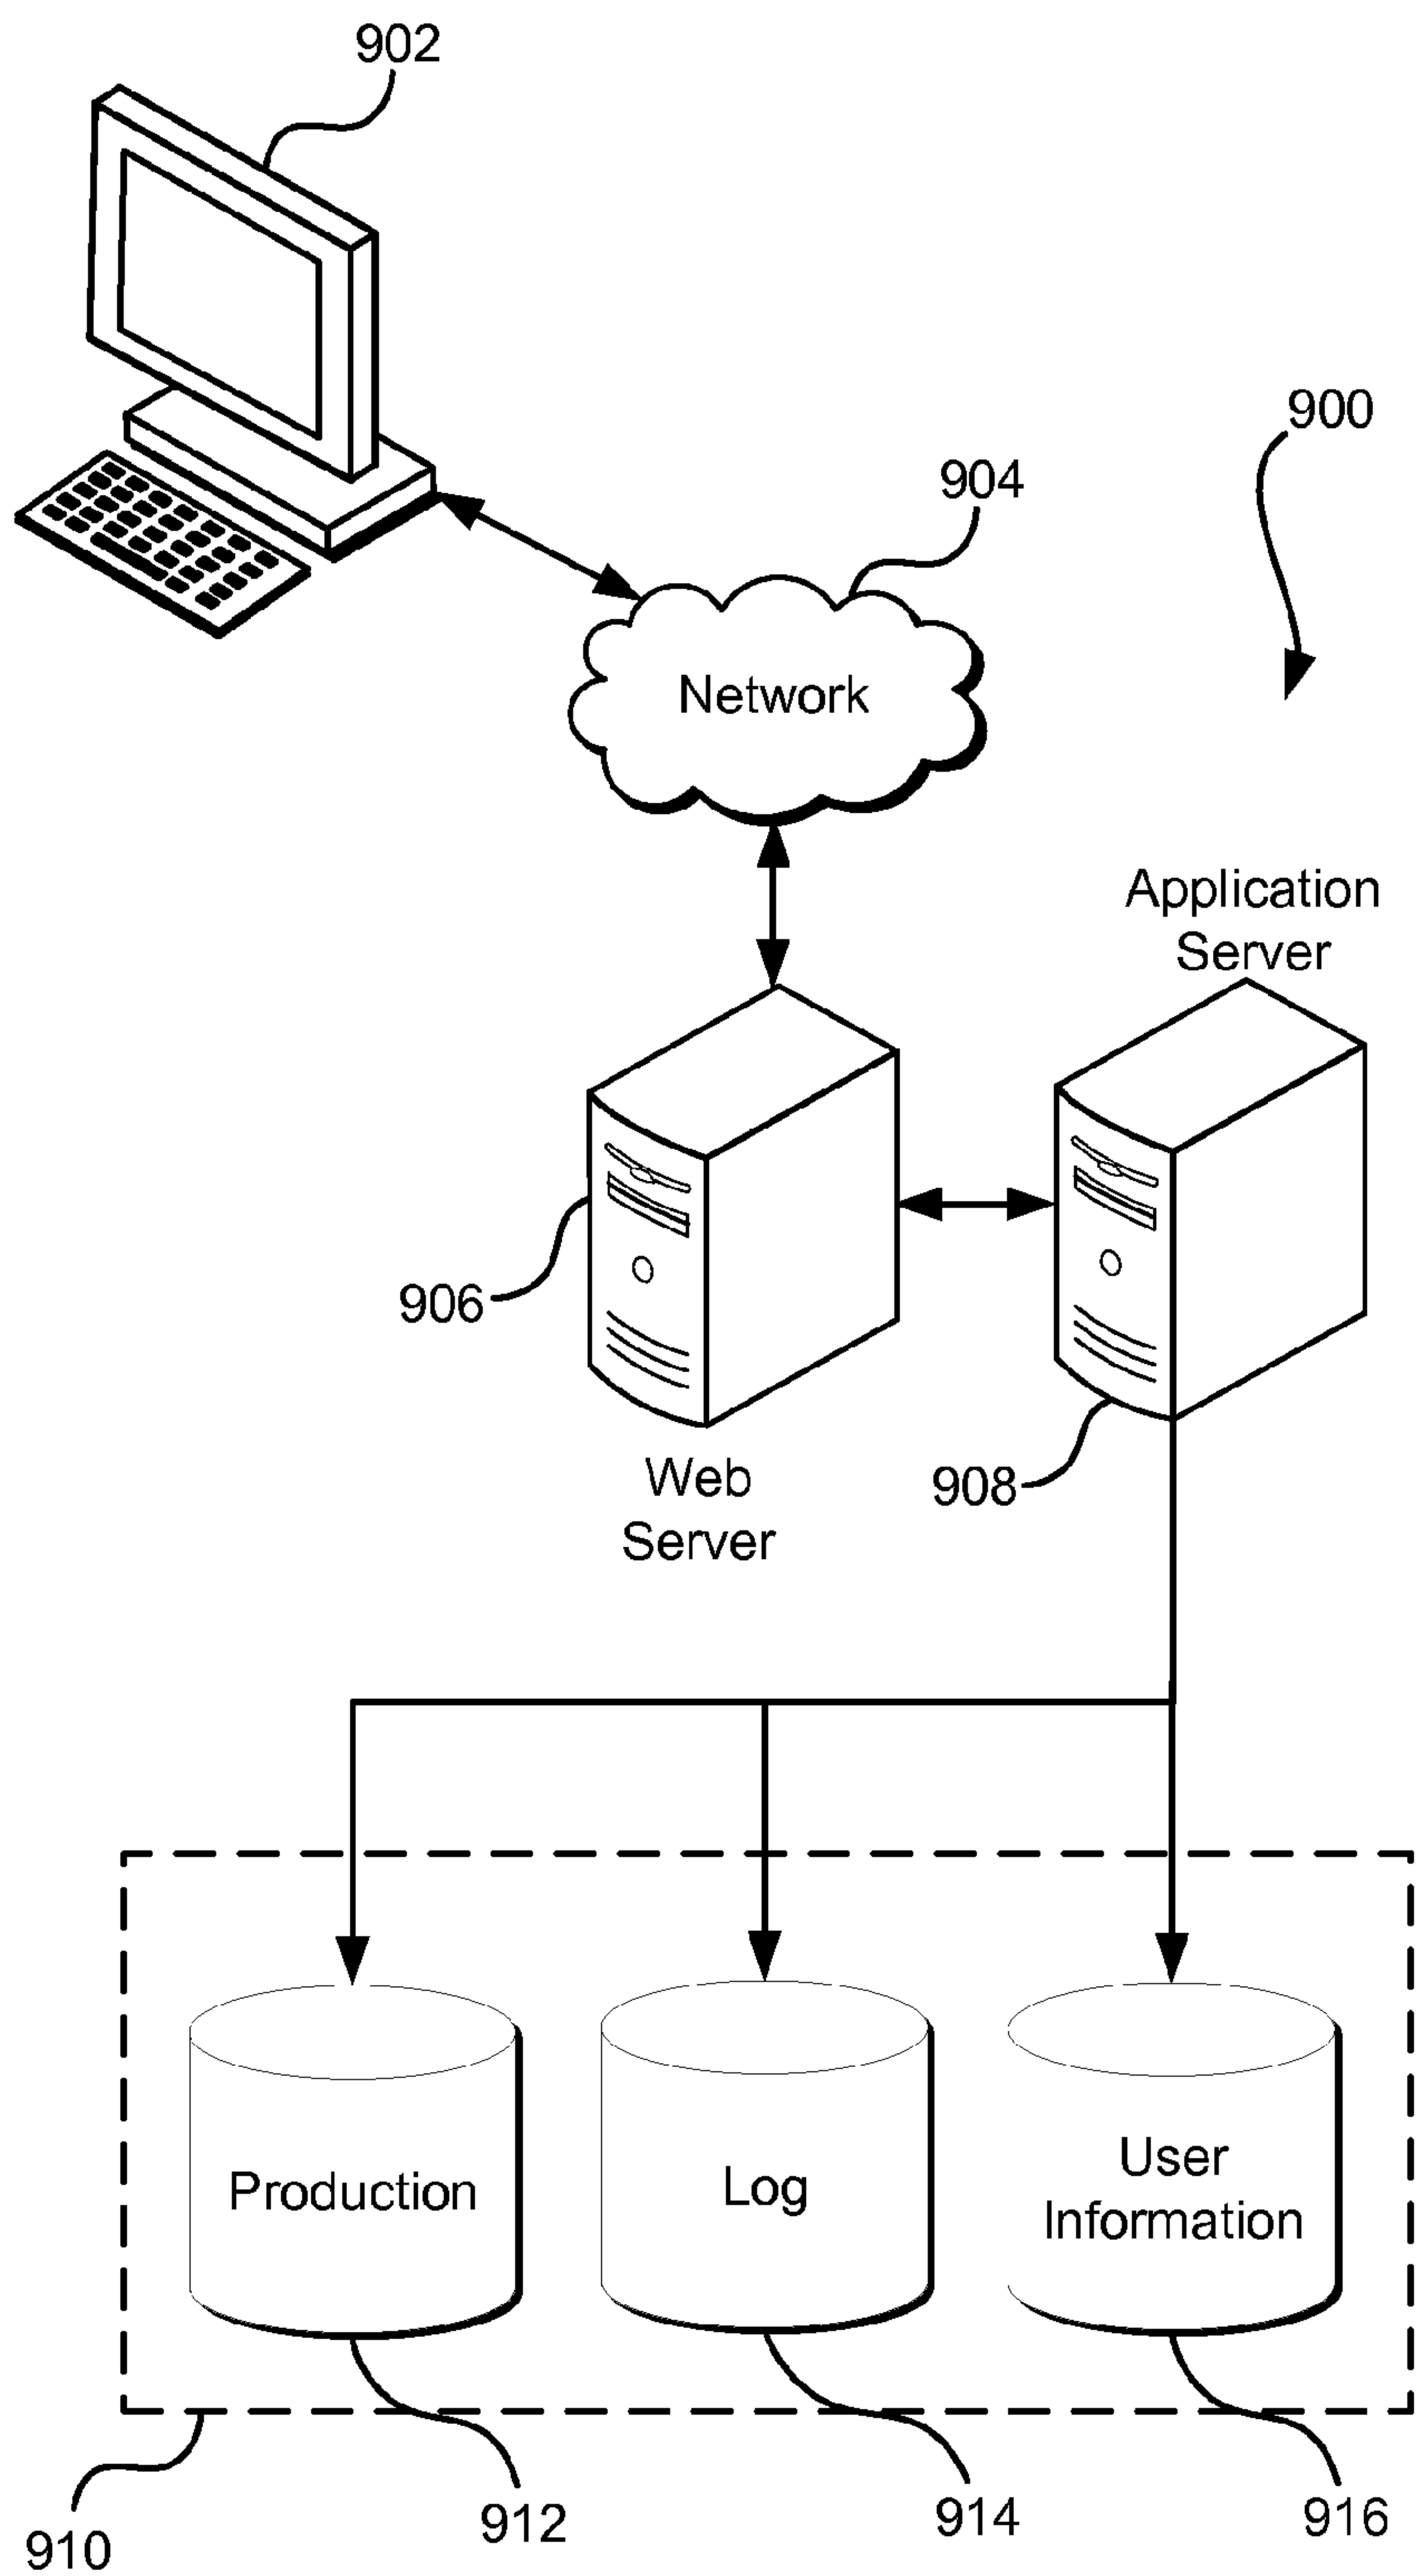 902
900
904
Network
Application
Server
906
908
Web
Server
Production
Log
User
Information
910
912
914
916